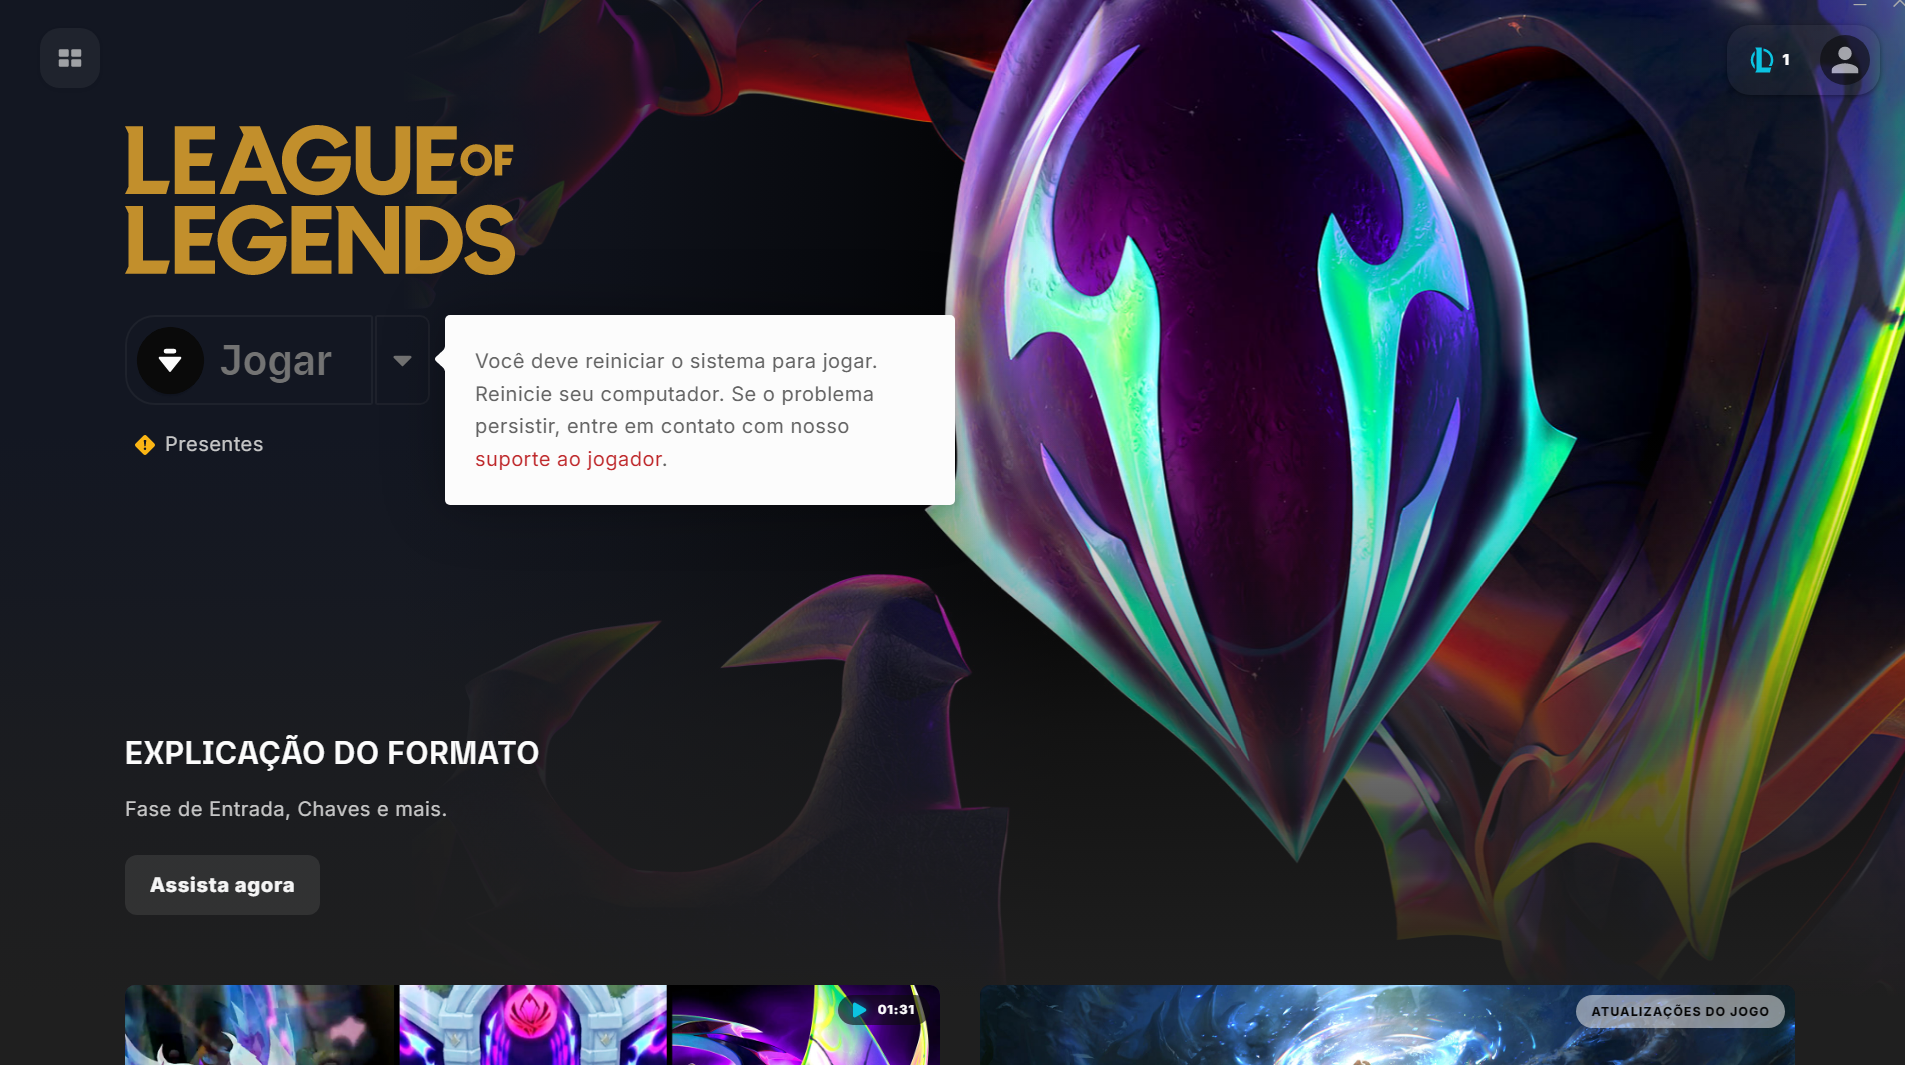 1
LEAGUE OF
LEGENDS
Jogar
Você deve reiniciar o sistema para jogar.
Reinicie seu computador. Se o problema
persistir, entre em contato com nosso
suporte ao jogador.
Presentes
EXPLICAÇÃO DO FORMATO
Fase de Entrada, Chaves e mais.
Assista agora
01:31
ATUALIZAÇÕES DO JOGO